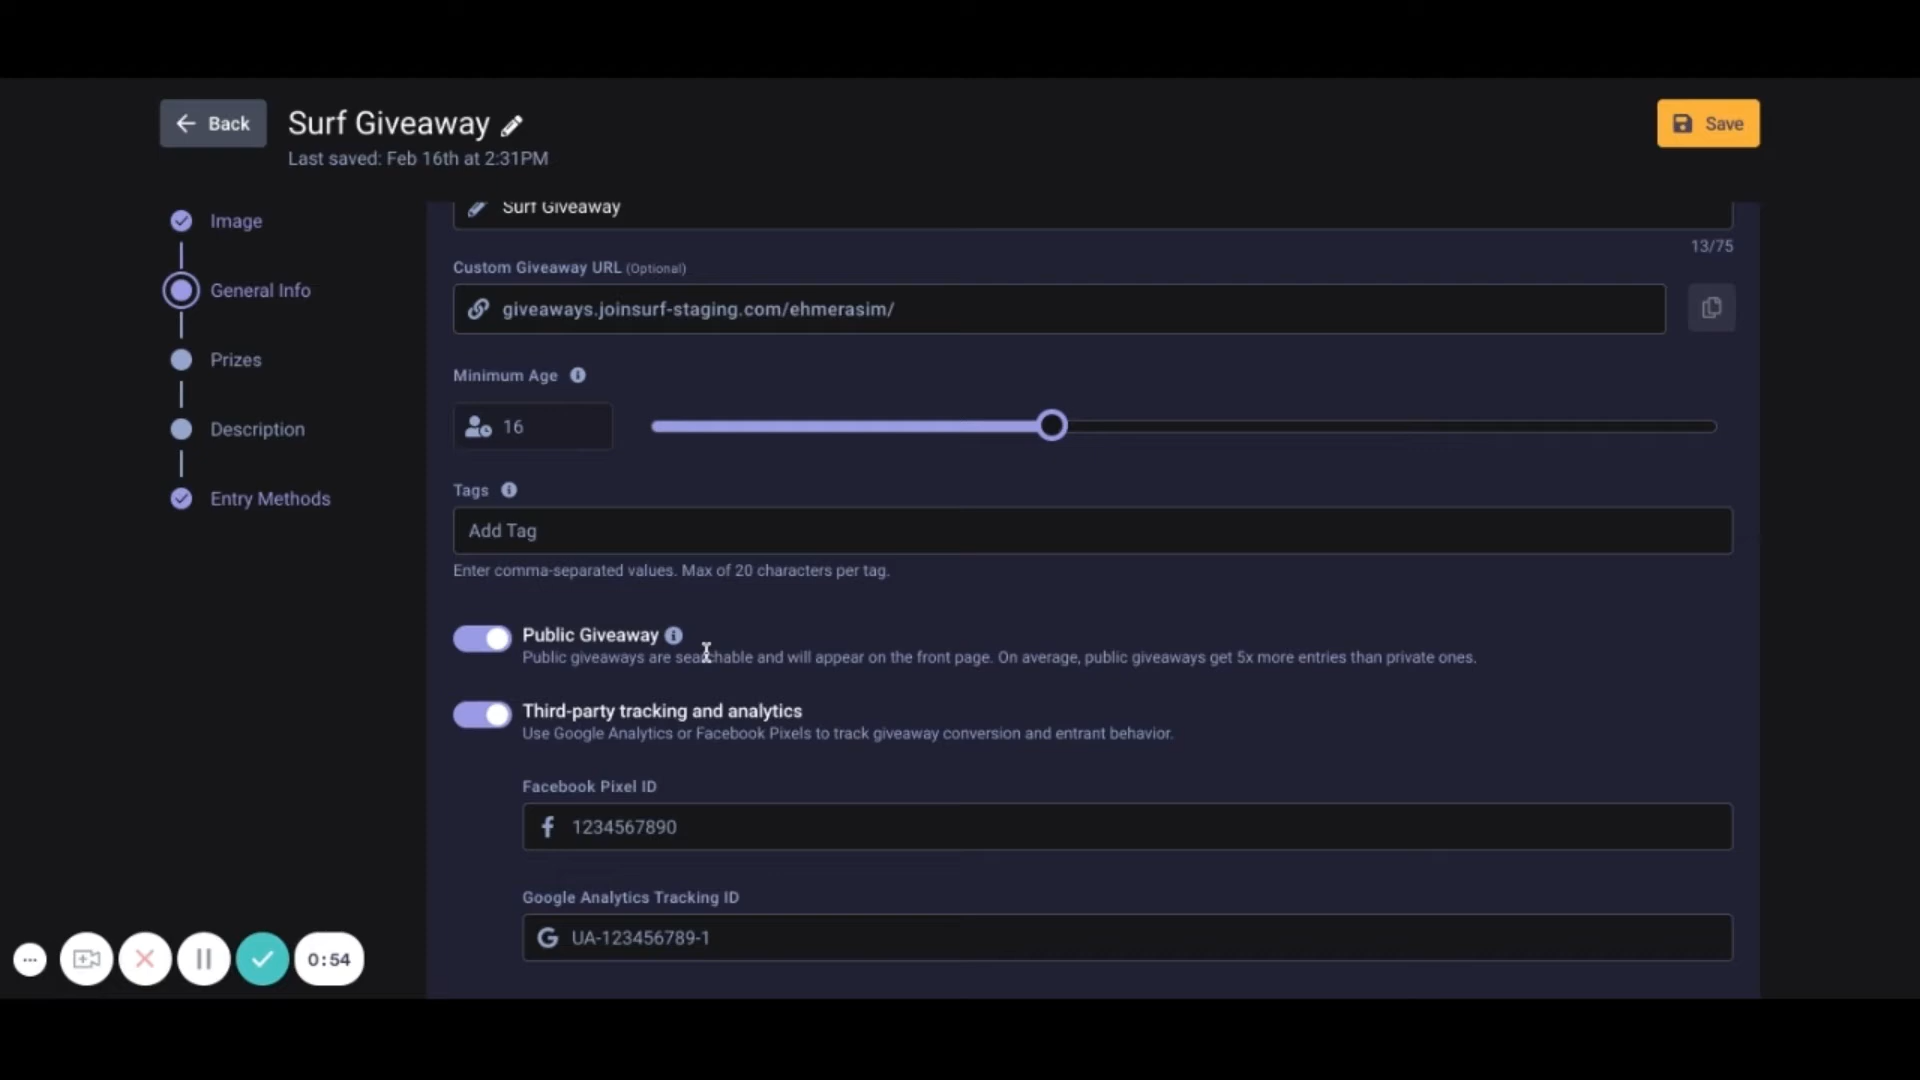 Back
Surf Giveaway
Save
Last saved: Feb 16th at 2:31PM
Image
General Info
Prizes
Description
Entry Methods
Surf Giveaway
13/75
Custom Giveaway URL (Optional)
giveaways.joinsurf-staging.com/ehmerasim/
Minimum Age
16
Tags
Add Tag
Enter comma-separated values. Max of 20 characters per tag.
Public Giveaway
Public giveaways are searchable and will appear on the front page. On average, public giveaways get 5x more entries than private ones.
Third-party tracking and analytics
Use Google Analytics or Facebook Pixels to track giveaway conversion and entrant behavior.
Facebook Pixel ID
1234567890
Google Analytics Tracking ID
UA-123456789-1
0:54